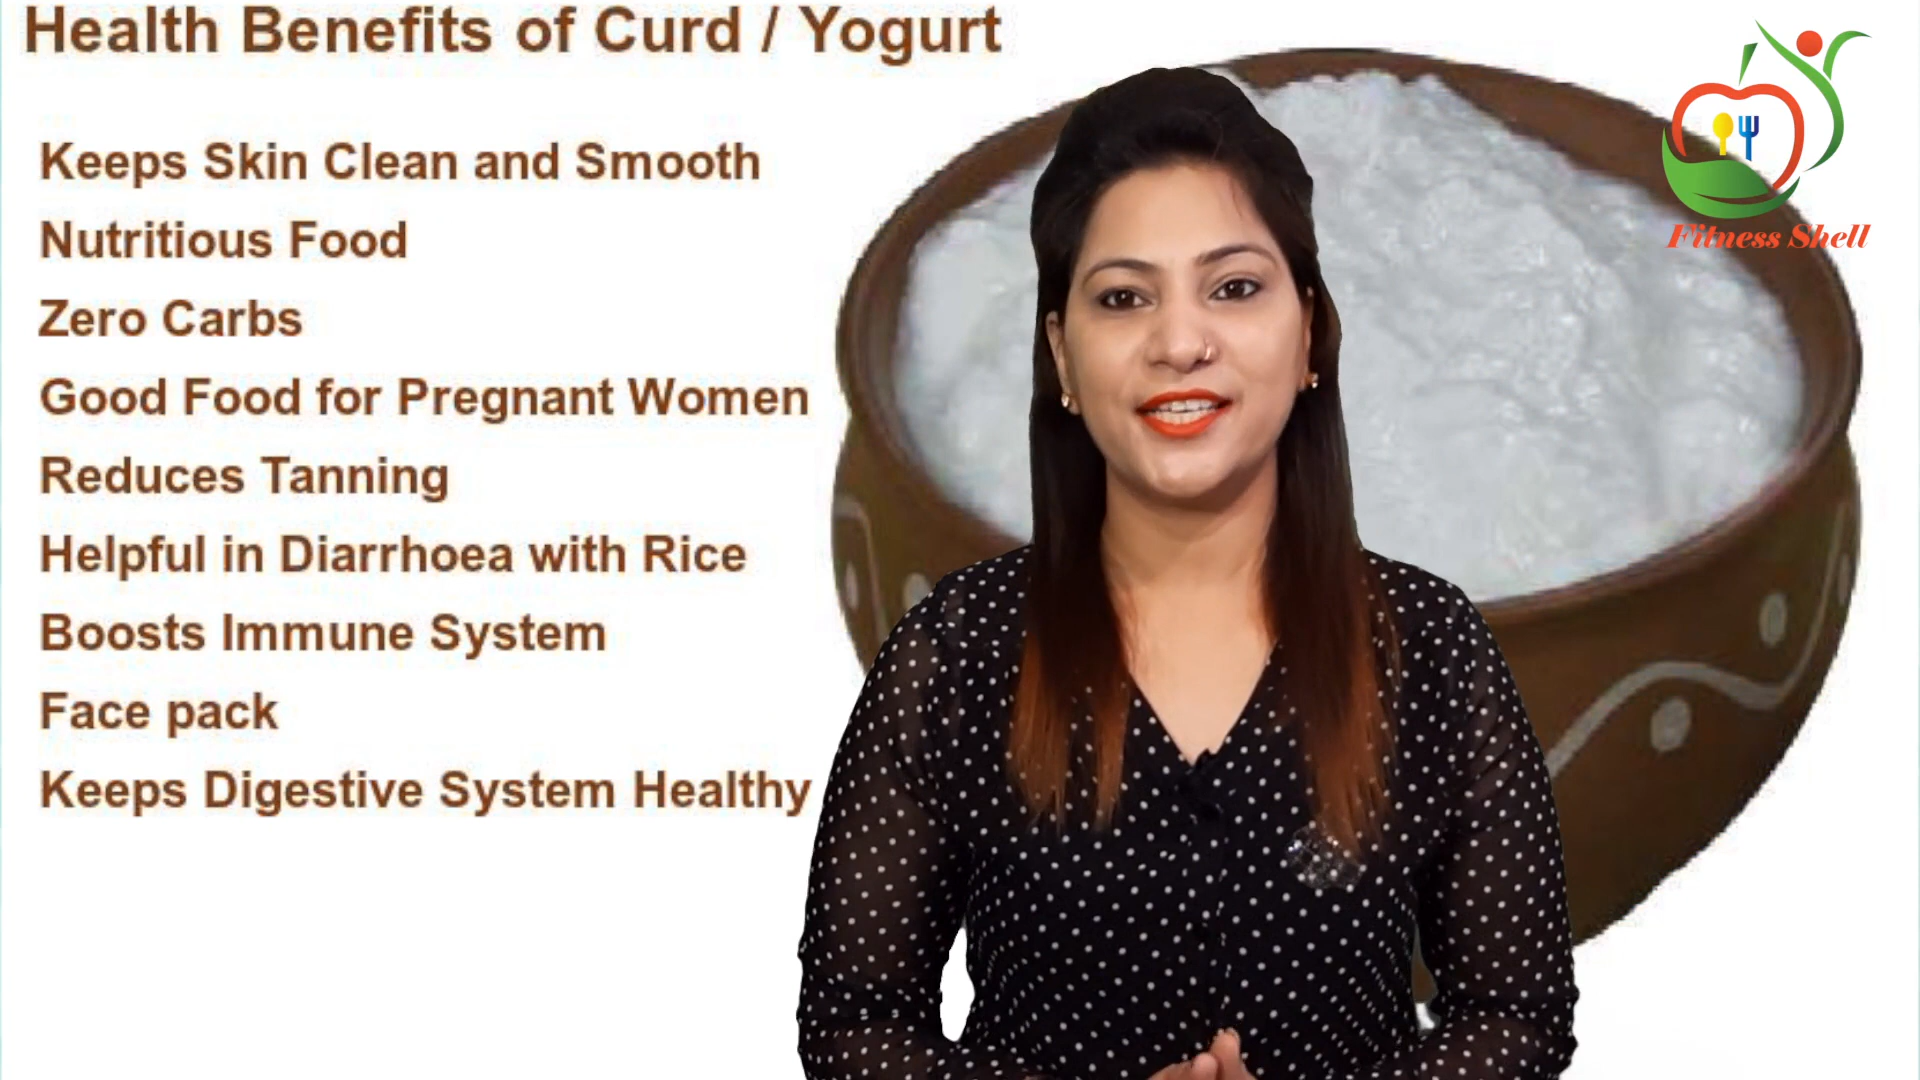 Health Benefits of Curd / Yogurt
Keeps Skin Clean and Smooth
Nutritious Food
Zero Carbs
Good Food for Pregnant Women
Reduces Tanning
Helpful in Diarrhoea with Rice
Boosts Immune System
Face pack
Keeps Digestive System Healthy
Fitness Shell